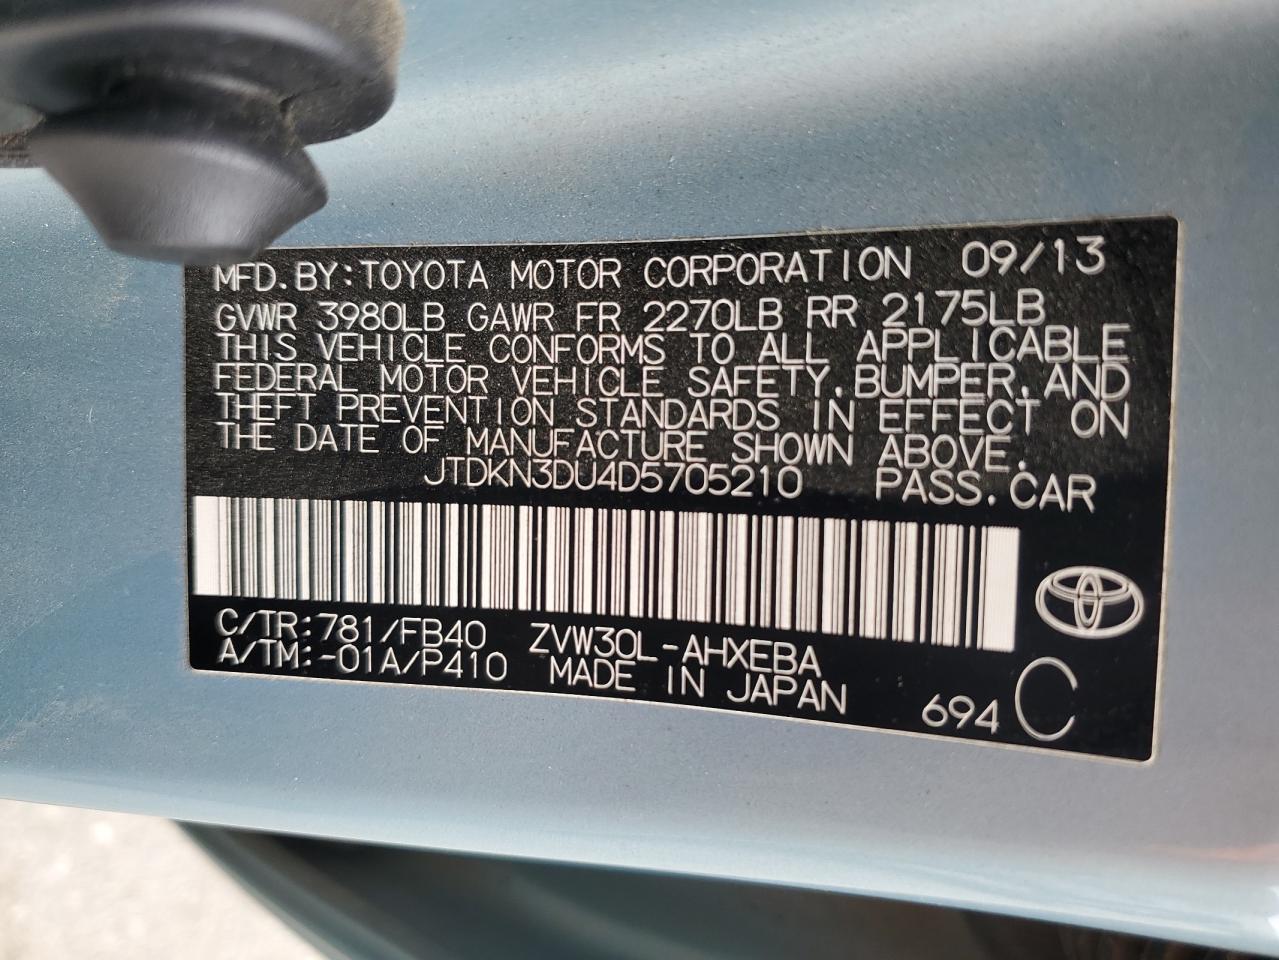 MFD.BY:TOYOTA MOTOR CORPORATION 09/13
GVWR 3980LB GAWR FR 2270LB RR 2175LB
THIS VEHICLE CONFORMS TO ALL APPLICABLE
FEDERAL MOTOR VEHICLE SAFETY,BUMPER,AND
THEFT PREVENTION STANDARDS IN EFFECT ON
THE DATE OF MANUFACTURE SHOWN ABOVE.
JTDKN3DU4D5705210 PASS.CAR
C/TR:781/FB40 ZVW30L-AHXEBA
A/TM:-01A/P410 MADE IN JAPAN
694 C